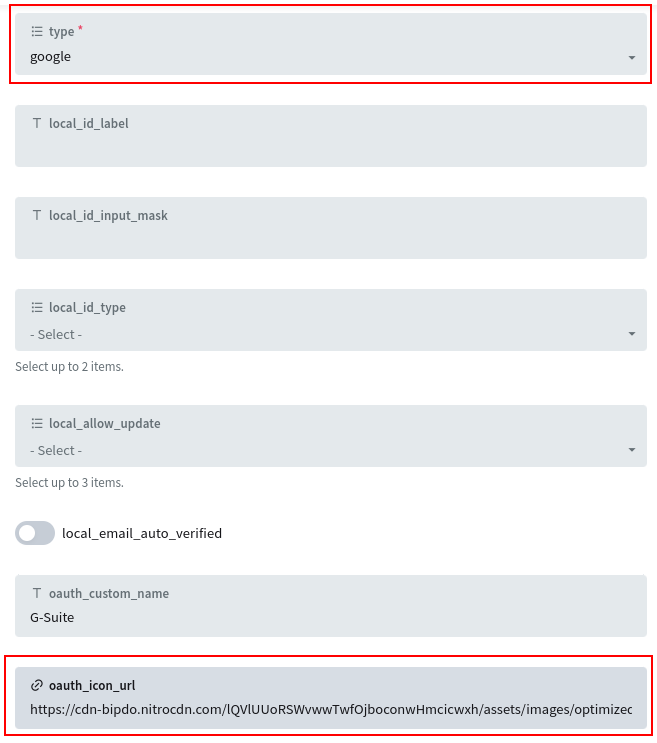 type *
google
local_id_label
local_id_input_mask
local_id_type
- Select -
Select up to 2 items.
local_allow_update
- Select -
Select up to 3 items.
local_email_auto_verified
oauth_custom_name
G-Suite
oauth_icon_url
https://cdn-bipdo.nitrocdn.com/lQVlUUoRSWvwwTwfOjboconwHmcicwxh/assets/images/optimized